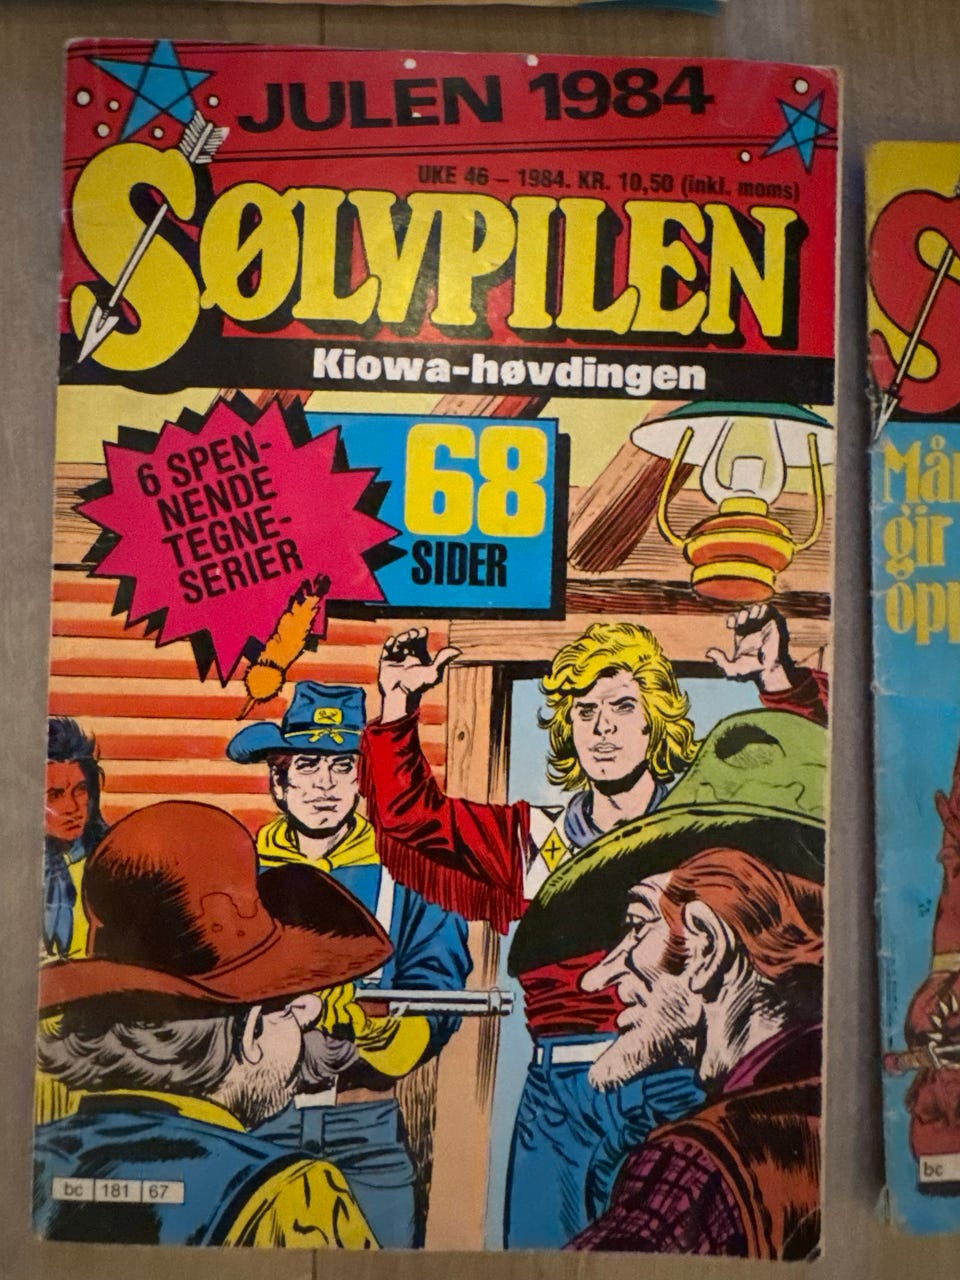 JULEN 1984
UKE 46 – 1984. KR. 10,50 (inkl. moms)
SØLVPILEN
Kiowa-høvdingen
6 SPEN-
NENDE
TEGNE-
SERIER
68
SIDER
bc 181 67
gir
bc